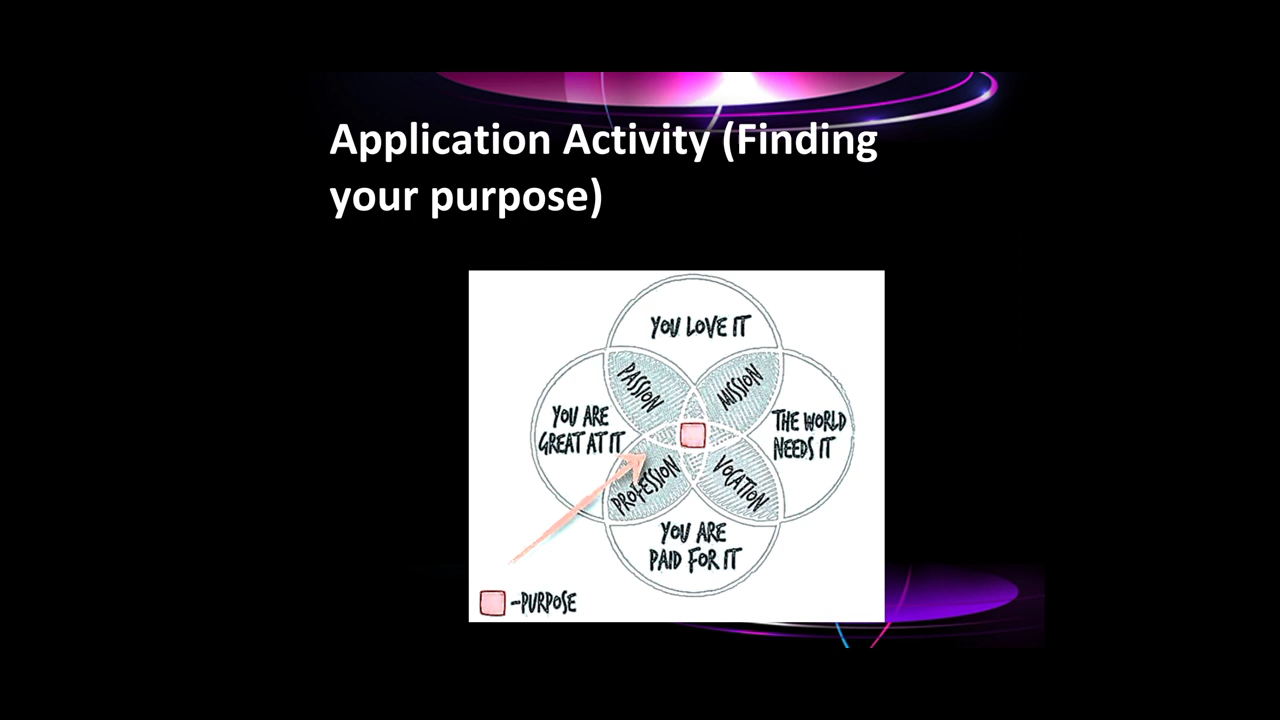 Application Activity (Finding
your purpose)
YOU LOVE IT
PASSION
MISSION
YOU ARE
GREAT AT IT
THE WORLD
NEEDS IT
PROFESSION
VOCATION
YOU ARE
PAID FOR IT
-PURPOSE